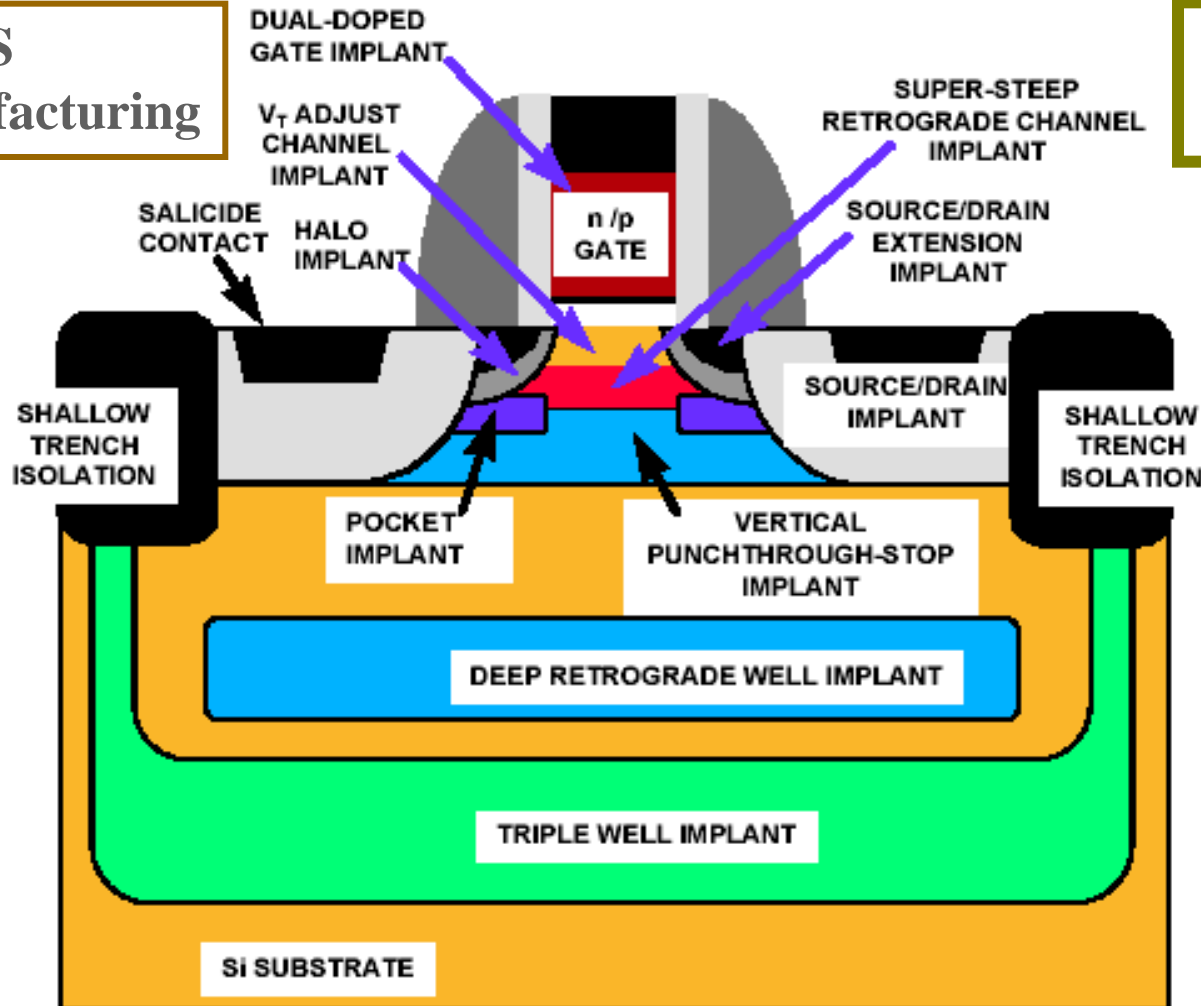 S
facturing
DUAL-DOPED
GATE IMPLANT
V_T ADJUST
CHANNEL
IMPLANT
SUPER-STEEP
RETROGRADE CHANNEL
IMPLANT
SALICIDE
CONTACT
HALO
IMPLANT
n /p
GATE
SOURCE/DRAIN
EXTENSION
IMPLANT
SHALLOW
TRENCH
ISOLATION
SOURCE/DRAIN
IMPLANT
SHALLOW
TRENCH
ISOLATION
POCKET
IMPLANT
VERTICAL
PUNCHTHROUGH-STOP
IMPLANT
DEEP RETROGRADE WELL IMPLANT
TRIPLE WELL IMPLANT
Si SUBSTRATE